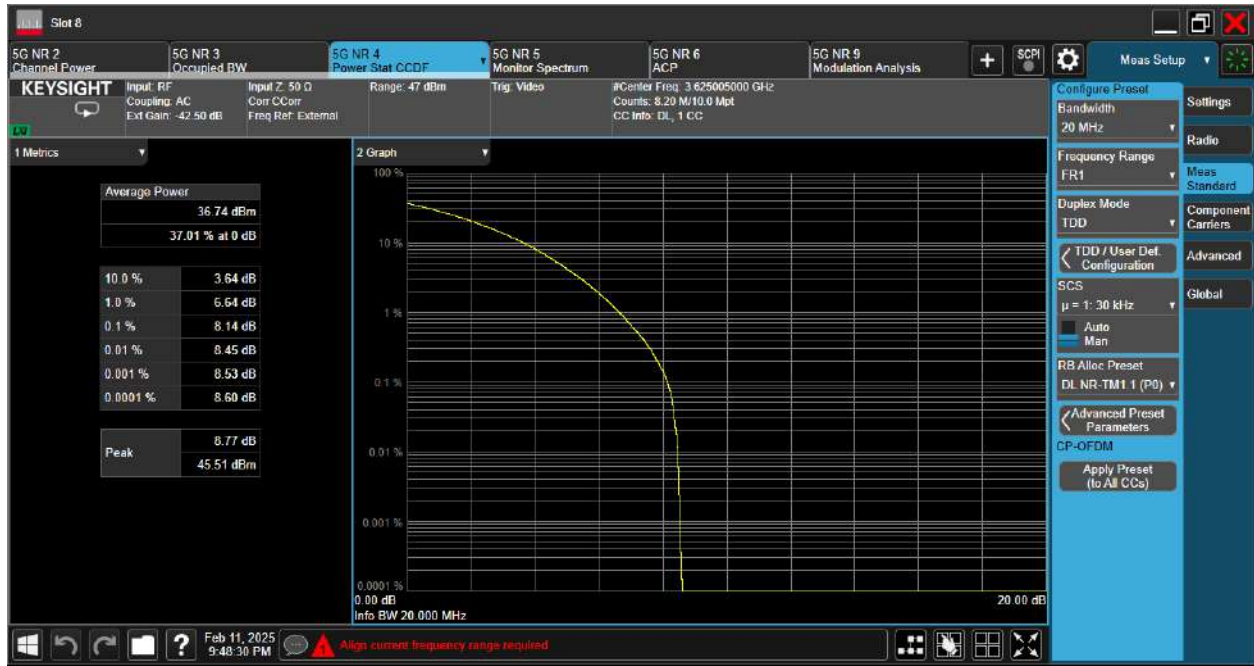 Slot 8
5G NR 2
Channel Power
5G NR 3
Occupied BW
5G NR 4
Power Stat CCDF
5G NR 5
Monitor Spectrum
5G NR 6
ACP
5G NR 9
Modulation Analysis
+
SCPI
Meas Setup
KEYSIGHT
LV
Input: RF
Coupling: AC
Ext Gain: -42.50 dB
Input Z: 50 Ω
Corr CCorr
Freq Ref: External
Range: 47 dBm
Trig: Video
#Center Freq: 3.625005000 GHz
Counts: 8.20 M/10.0 Mpt
CC Info: DL, 1 CC
1 Metrics
Average Power
36.74 dBm
37.01 % at 0 dB
10.0 % 3.64 dB
1.0 % 6.64 dB
0.1 % 8.14 dB
0.01 % 8.45 dB
0.001 % 8.53 dB
0.0001 % 8.60 dB
Peak
8.77 dB
45.51 dBm
2 Graph
100 %
10 %
1 %
0.1 %
0.01 %
0.001 %
0.0001 %
0.00 dB 20.00 dB
Info BW 20.000 MHz
Configure Preset
Bandwidth
20 MHz
Frequency Range
FR1
Duplex Mode
TDD
TDD / User Def.
Configuration
SCS
μ = 1: 30 kHz
Auto
Man
RB Alloc Preset
DL NR-TM1.1 (P0)
Advanced Preset
Parameters
CP-OFDM
Apply Preset
(to All CCs)
Settings
Radio
Meas
Standard
Component
Carriers
Advanced
Global
?
Feb 11, 2025
9:48:30 PM
Align current frequency range required